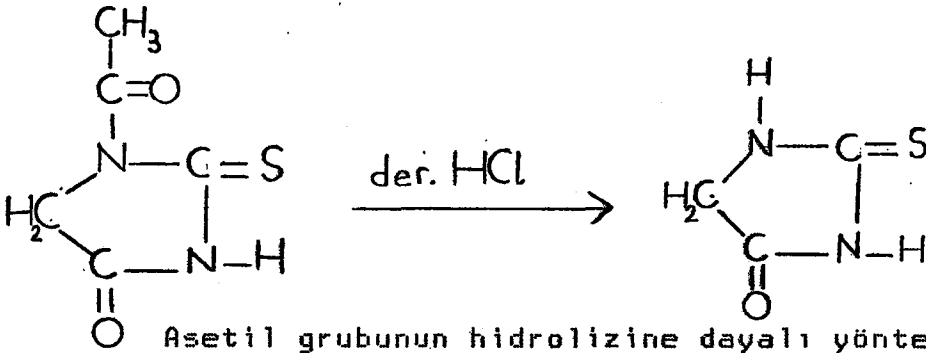 CH3
C=O
N—C=S
H2C
C—N—H
O
der. HCl
H
N—C=S
H2C
C—N—H
O
Asetil grubunun hidrolizine dayalı yönte